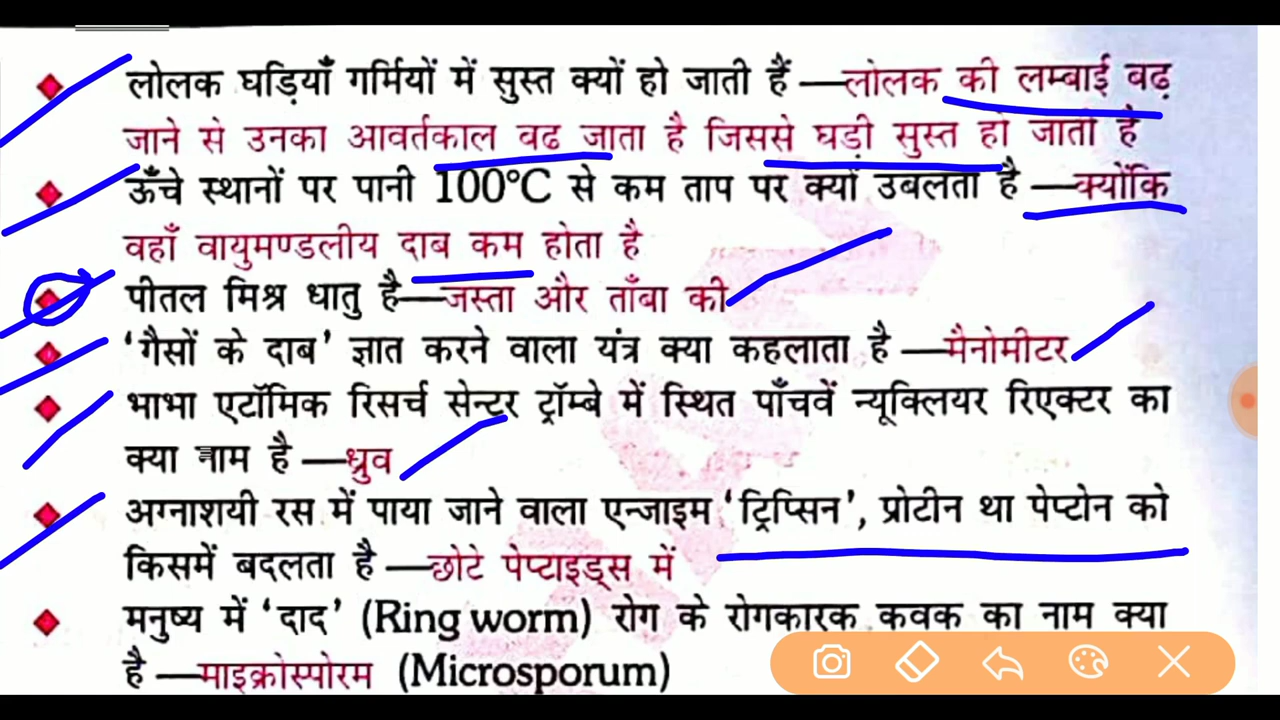 लोलक घड़ियाँ गर्मियों में सुस्त क्यों हो जाती हैं —लोलक की लम्बाई बढ़
जाने से उनका आवर्तकाल बढ जाता है जिससे घड़ी सुस्त हो जाती है
ऊँचे स्थानों पर पानी 100°C से कम ताप पर क्यों उबलता है —क्योंकि
वहाँ वायुमण्डलीय दाब कम होता है
पीतल मिश्र धातु है—जस्ता और ताँबा की
‘गैसों के दाब’ ज्ञात करने वाला यंत्र क्या कहलाता है —मैनोमीटर
भाभा एटॉमिक रिसर्च सेन्टर ट्रॉम्बे में स्थित पाँचवें न्यूक्लियर रिएक्टर का
क्या नाम है —ध्रुव
अग्नाशयी रस में पाया जाने वाला एन्जाइम ‘ट्रिप्सिन’, प्रोटीन था पेप्टोन को
किसमें बदलता है —छोटे पेप्टाइड्स में
मनुष्य में ‘दाद’ (Ring worm) रोग के रोगकारक कवक का नाम क्या
है —माइक्रोस्पोरम (Microsporum)